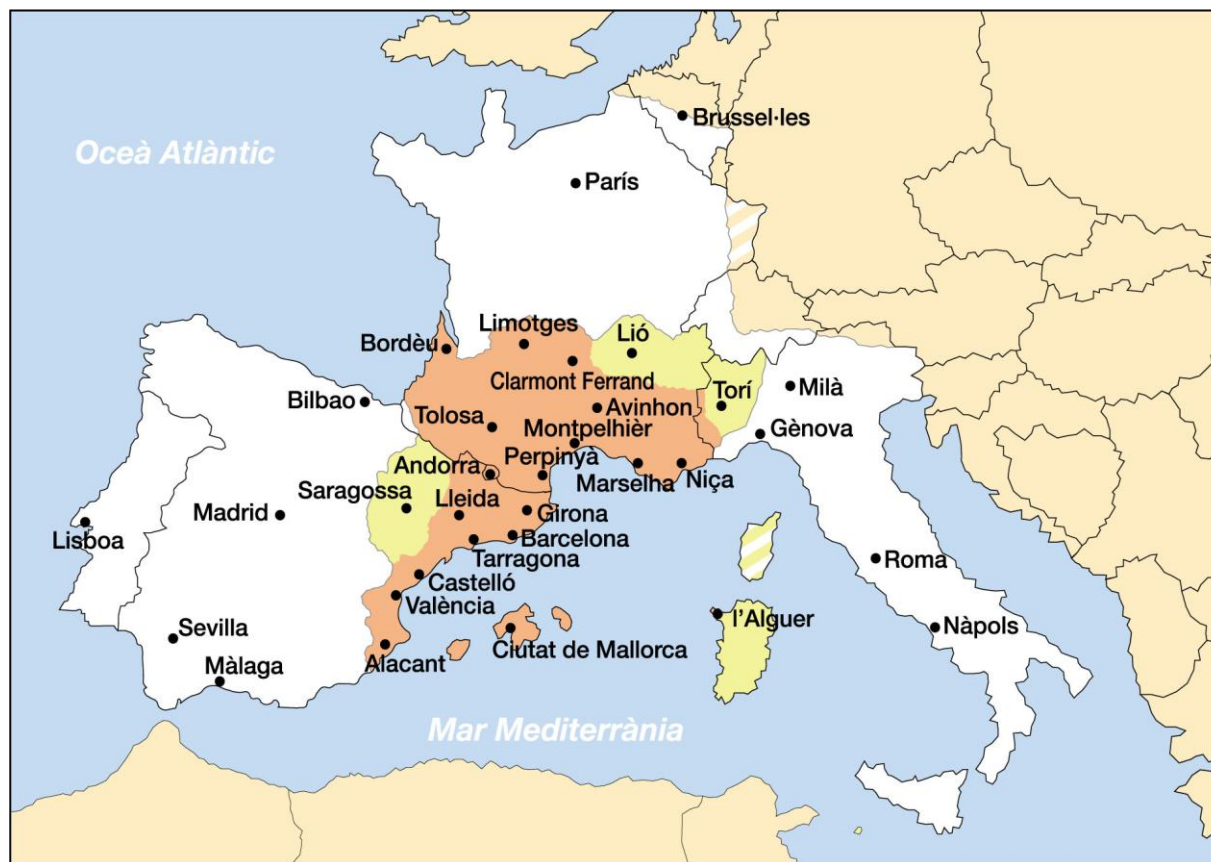 Brussel·les
Oceà Atlàntic
París
Limotges
Lió
Bordèu
Clarmont Ferrand
Torí
Milà
Bilbao
Avinhon
Tolosa
Montpelhièr
Gènova
Andorra
Perpinyà
Marselha
Niça
Saragossa
Lleida
Madrid
Girona
Lisboa
Barcelona
Tarragona
Roma
Castelló
València
l'Alguer
Sevilla
Nàpols
Alacant
Ciutat de Mallorca
Màlaga
Mar Mediterrània